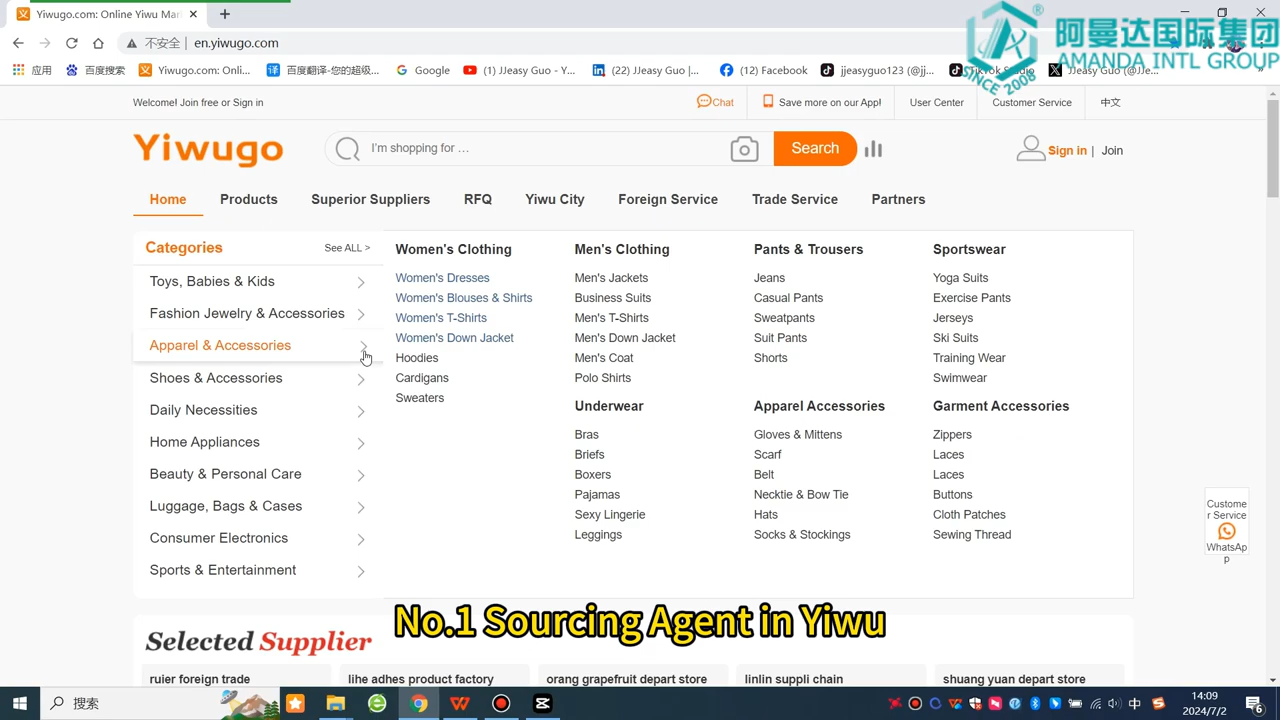 Yiwugo.com: Online Yiwu Mar
阿曼达国际集团
AMANDA INTL GROUP
SINCE 2008
不安全 | en.yiwugo.com
应用
百度搜索
Yiwugo.com: Onli...
百度翻译-您的超级...
Google
(1) JJeasy Guo - Y...
(22) JJeasy Guo |...
(12) Facebook
jjeasyguo123 (@jj...
JJeasy Guo (@JJe...
Welcome! Join free or Sign in
Chat
Save more on our App!
User Center
Customer Service
中文
Yiwugo
I'm shopping for ...
Search
Sign in | Join
Home
Products
Superior Suppliers
RFQ
Yiwu City
Foreign Service
Trade Service
Partners
Categories
See ALL >
Toys, Babies & Kids
Fashion Jewelry & Accessories
Apparel & Accessories
Shoes & Accessories
Daily Necessities
Home Appliances
Beauty & Personal Care
Luggage, Bags & Cases
Consumer Electronics
Sports & Entertainment
Women's Clothing
Women's Dresses
Women's Blouses & Shirts
Women's T-Shirts
Women's Down Jacket
Hoodies
Cardigans
Sweaters
Men's Clothing
Men's Jackets
Business Suits
Men's T-Shirts
Men's Down Jacket
Men's Coat
Polo Shirts
Pants & Trousers
Jeans
Casual Pants
Sweatpants
Suit Pants
Shorts
Sportswear
Yoga Suits
Exercise Pants
Jerseys
Ski Suits
Training Wear
Swimwear
Underwear
Bras
Briefs
Boxers
Pajamas
Sexy Lingerie
Leggings
Apparel Accessories
Gloves & Mittens
Scarf
Belt
Necktie & Bow Tie
Hats
Socks & Stockings
Garment Accessories
Zippers
Laces
Laces
Buttons
Cloth Patches
Sewing Thread
Custome
r Service
WhatsAp
p
No.1 Sourcing Agent in Yiwu
Selected Supplier
ruier foreign trade
lihe adhes product factory
orang grapefruit depart store
linlin suppli chain
shuang yuan depart store
搜索
中
14:09
2024/7/2
6